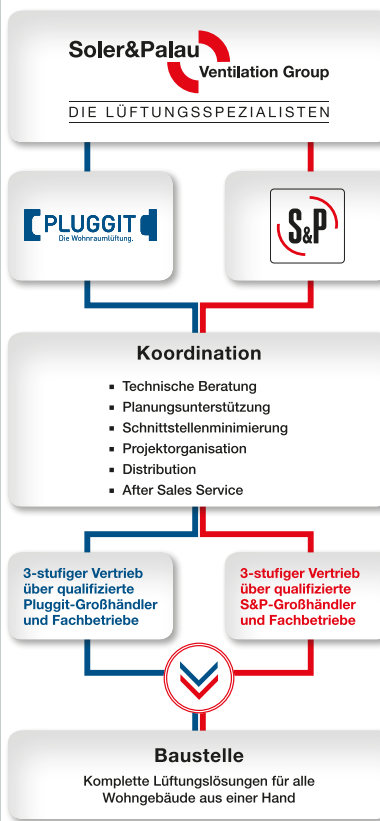 Soler&Palau
Ventilation Group
DIE LÜFTUNGSSPEZIALISTEN
PLUGGIT
Die Wohnraumlüftung.
S&P
Koordination
▪ Technische Beratung
▪ Planungsunterstützung
▪ Schnittstellenminimierung
▪ Projektorganisation
▪ Distribution
▪ After Sales Service
3-stufiger Vertrieb
über qualifizierte
Pluggit-Großhändler
und Fachbetriebe
3-stufiger Vertrieb
über qualifizierte
S&P-Großhändler
und Fachbetriebe
Baustelle
Komplette Lüftungslösungen für alle
Wohngebäude aus einer Hand